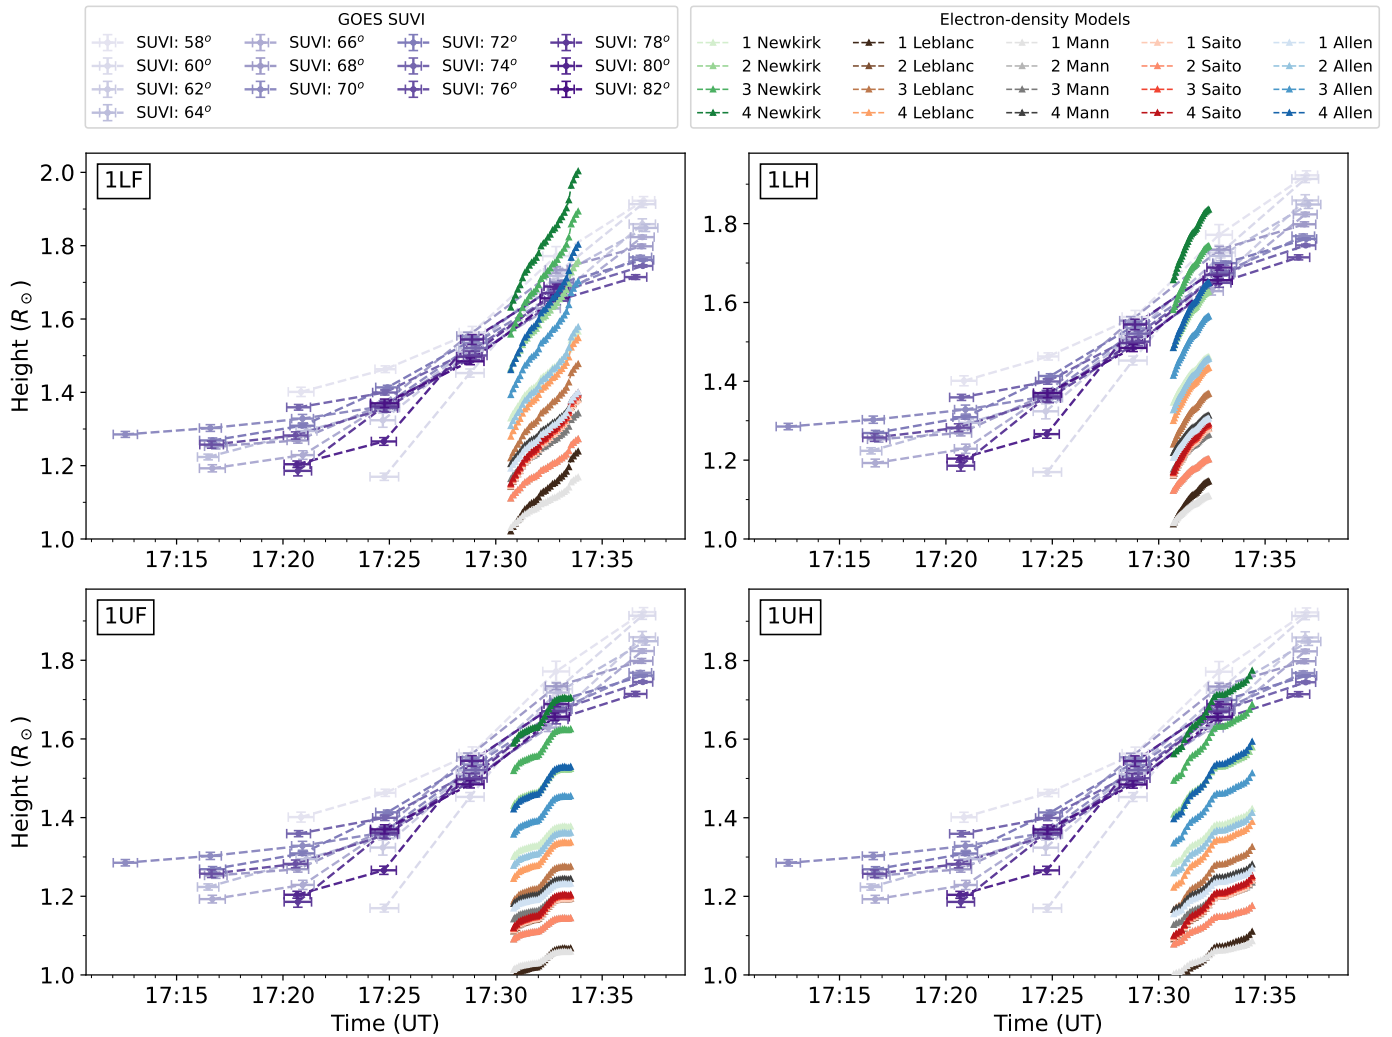 GOES SUVI
SUVI: 58°
SUVI: 60°
SUVI: 62°
SUVI: 64°
SUVI: 66°
SUVI: 68°
SUVI: 70°
SUVI: 72°
SUVI: 74°
SUVI: 76°
SUVI: 78°
SUVI: 80°
SUVI: 82°
Electron-density Models
1 Newkirk
2 Newkirk
3 Newkirk
4 Newkirk
1 Leblanc
2 Leblanc
3 Leblanc
4 Leblanc
1 Mann
2 Mann
3 Mann
4 Mann
1 Saito
2 Saito
3 Saito
4 Saito
1 Allen
2 Allen
3 Allen
4 Allen
1LF
Height (R⊙)
2.0
1.8
1.6
1.4
1.2
1.0
17:15 17:20 17:25 17:30 17:35
1LH
1.8
1.6
1.4
1.2
1.0
17:15 17:20 17:25 17:30 17:35
1UF
Height (R⊙)
1.8
1.6
1.4
1.2
1.0
17:15 17:20 17:25 17:30 17:35
Time (UT)
1UH
1.8
1.6
1.4
1.2
1.0
17:15 17:20 17:25 17:30 17:35
Time (UT)